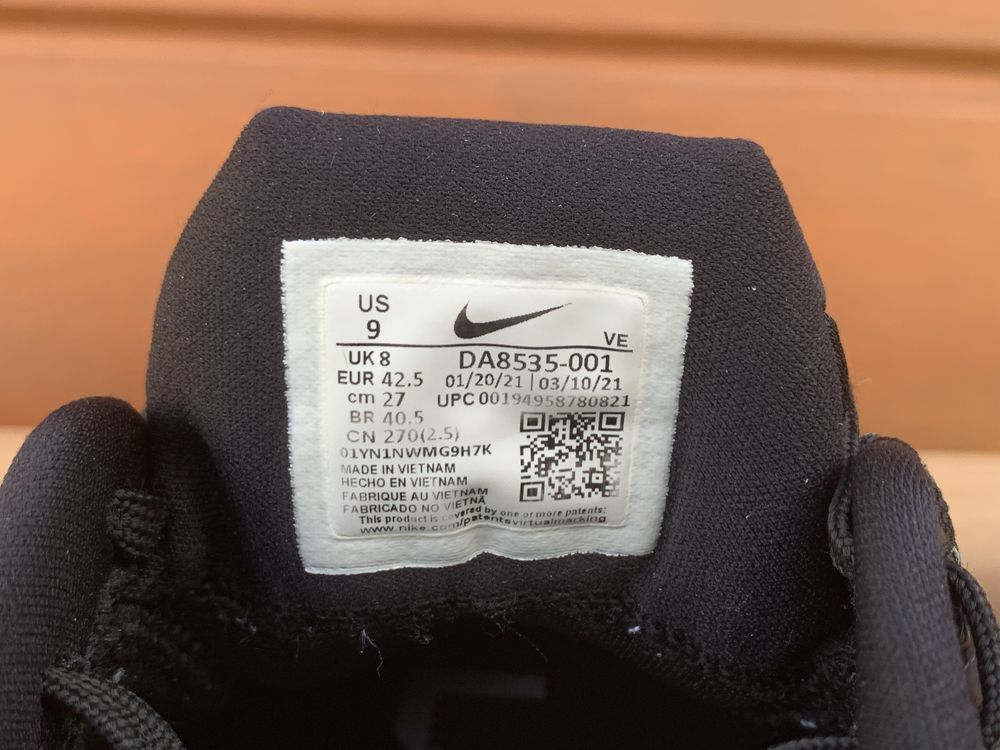 US
9
VE
UK 8
DA8535-001
EUR 42.5
01/20/21 | 03/10/21
cm 27
UPC 00194958780821
BR 40.5
CN 270(2.5)
01YN1NWMG9H7K
MADE IN VIETNAM
HECHO EN VIETNAM
FABRIQUE AU VIETNAM
FABRICADO NO VIETNÃ
This product is covered by one or more patents:
www.nike.com/patentsvirtualmarking